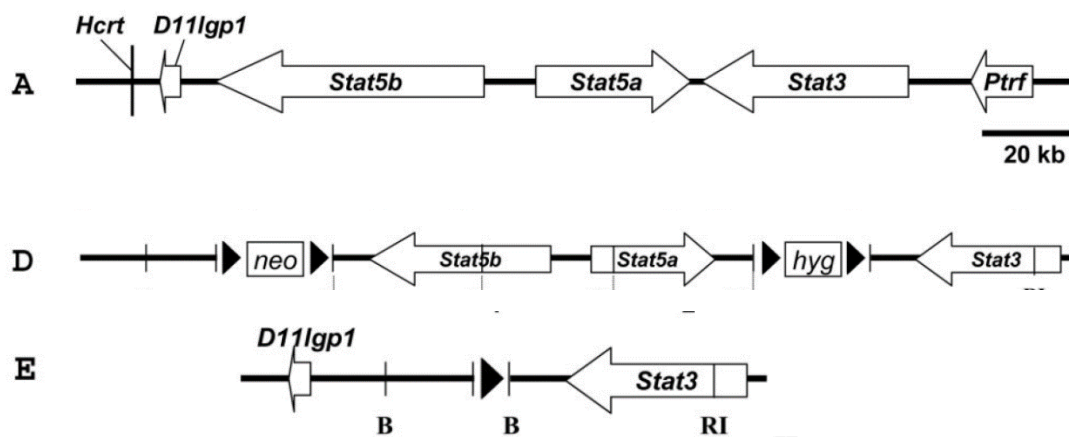 Hcrt D11lgp1
A Stat5b Stat5a Stat3 Ptrf
20 kb
D neo Stat5b Stat5a hyg Stat3
D11lgp1
E Stat3
B B RI